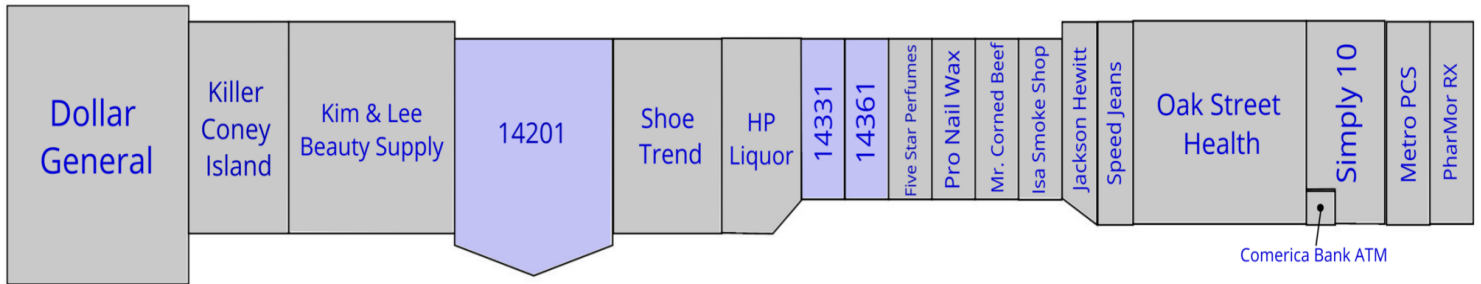 Dollar
General
Killer
Coney
Island
Kim & Lee
Beauty Supply
14201
Shoe
Trend
HP
Liquor
14331
14361
Five Star Perfumes
Pro Nail Wax
Mr. Corned Beef
Isa Smoke Shop
Jackson Hewitt
Speed Jeans
Oak Street
Health
Simply 10
Comerica Bank ATM
Metro PCS
PharMor RX